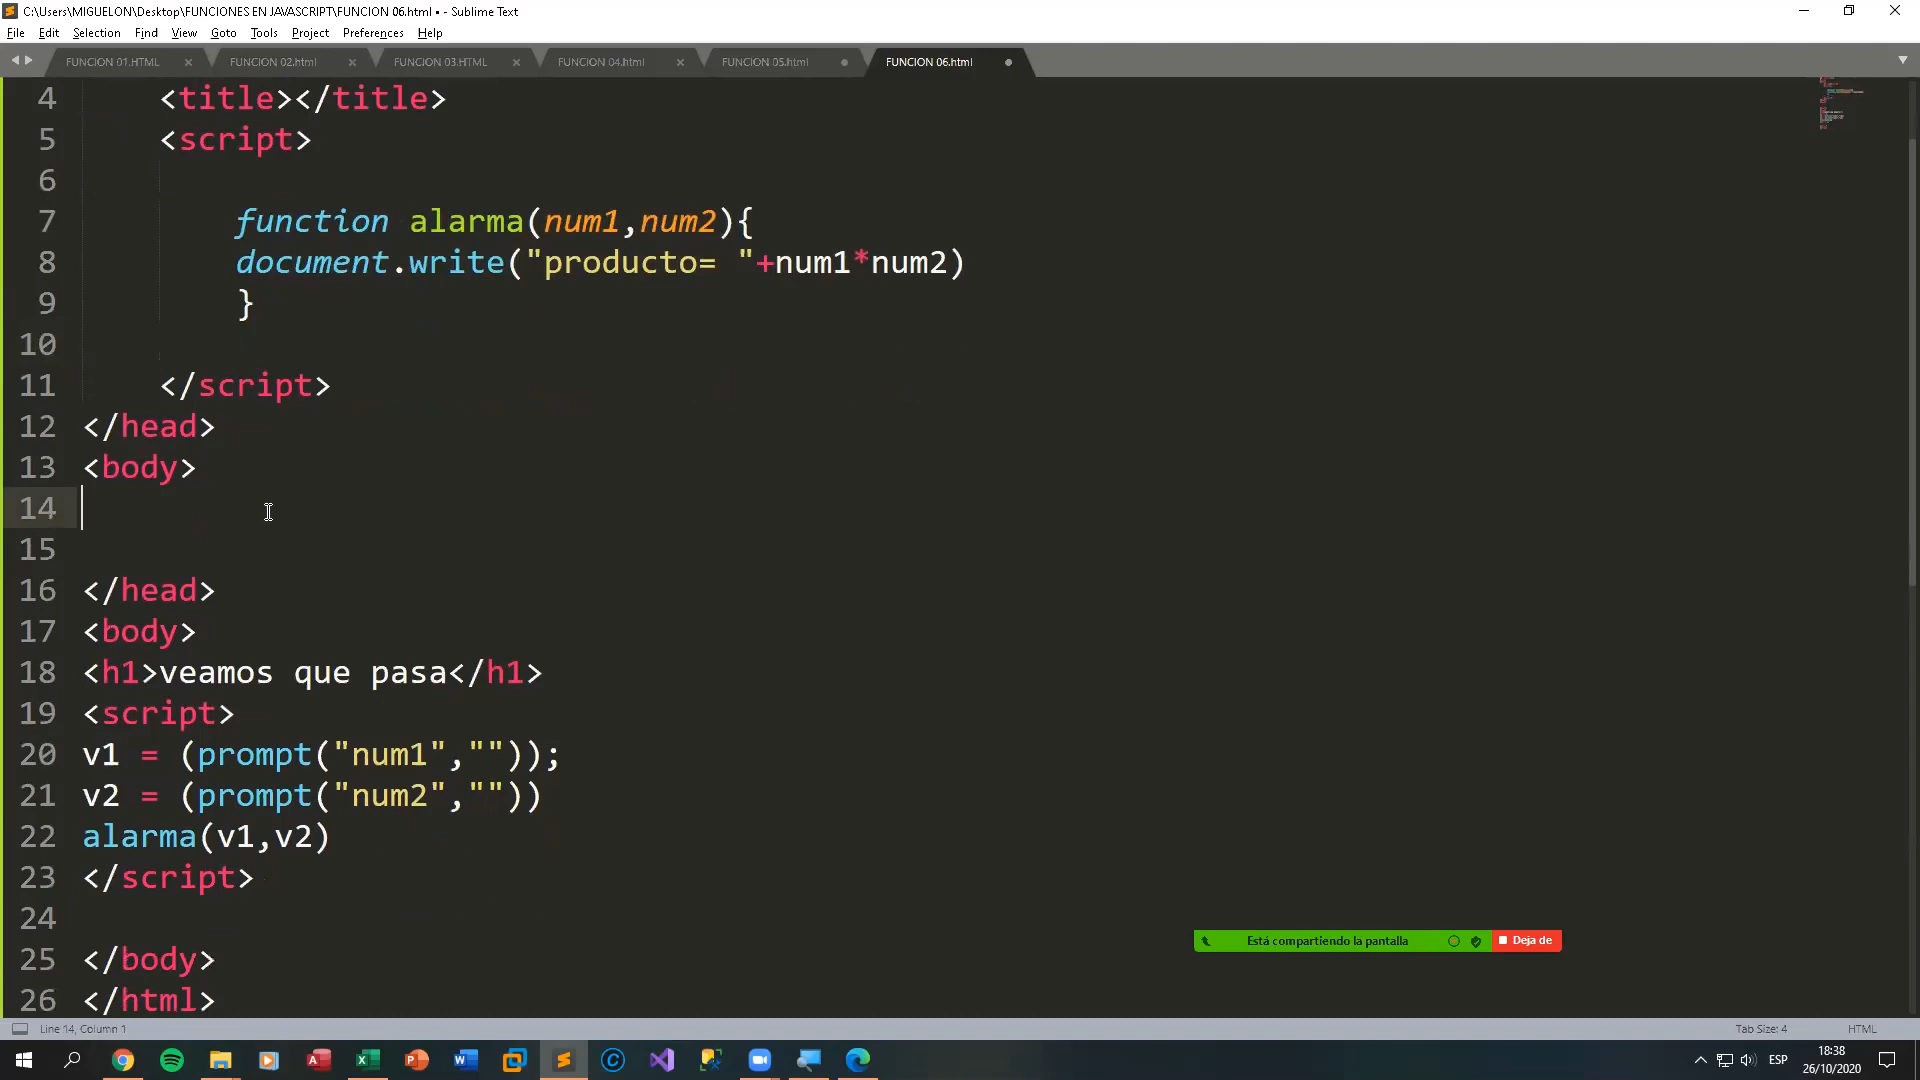 C:\Users\MIGUELON\Desktop\FUNCIONES EN JAVASCRIPT\FUNCION 06.html • - Sublime Text
File Edit Selection Find View Goto Tools Project Preferences Help
FUNCION 01.HTML FUNCION 02.html FUNCION 03.HTML FUNCION 04.html FUNCION 05.html FUNCION 06.html
4 <title></title>
5 <script>
6
7 function alarma(num1,num2){
8 document.write("producto= "+num1*num2)
9 }
10
11 </script>
12 </head>
13 <body>
14
15
16 </head>
17 <body>
18 <h1>veamos que pasa</h1>
19 <script>
20 v1 = (prompt("num1",""));
21 v2 = (prompt("num2",""))
22 alarma(v1,v2)
23 </script>
24
25 </body>
26 </html>
Está compartiendo la pantalla Deja de
Line 14, Column 1 Tab Size: 4 HTML
ESP 18:38
26/10/2020